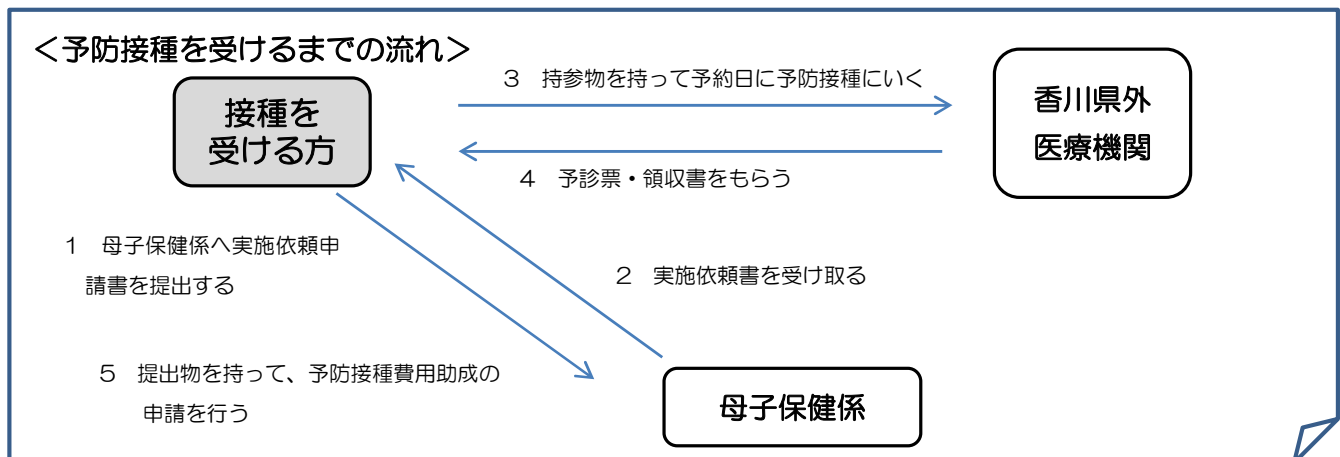 ＜予防接種を受けるまでの流れ＞
接種を
受ける方
３　持参物を持って予約日に予防接種にいく
香川県外
医療機関
４　予診票・領収書をもらう
１　母子保健係へ実施依頼申
請書を提出する
２　実施依頼書を受け取る
５　提出物を持って、予防接種費用助成の
申請を行う
母子保健係